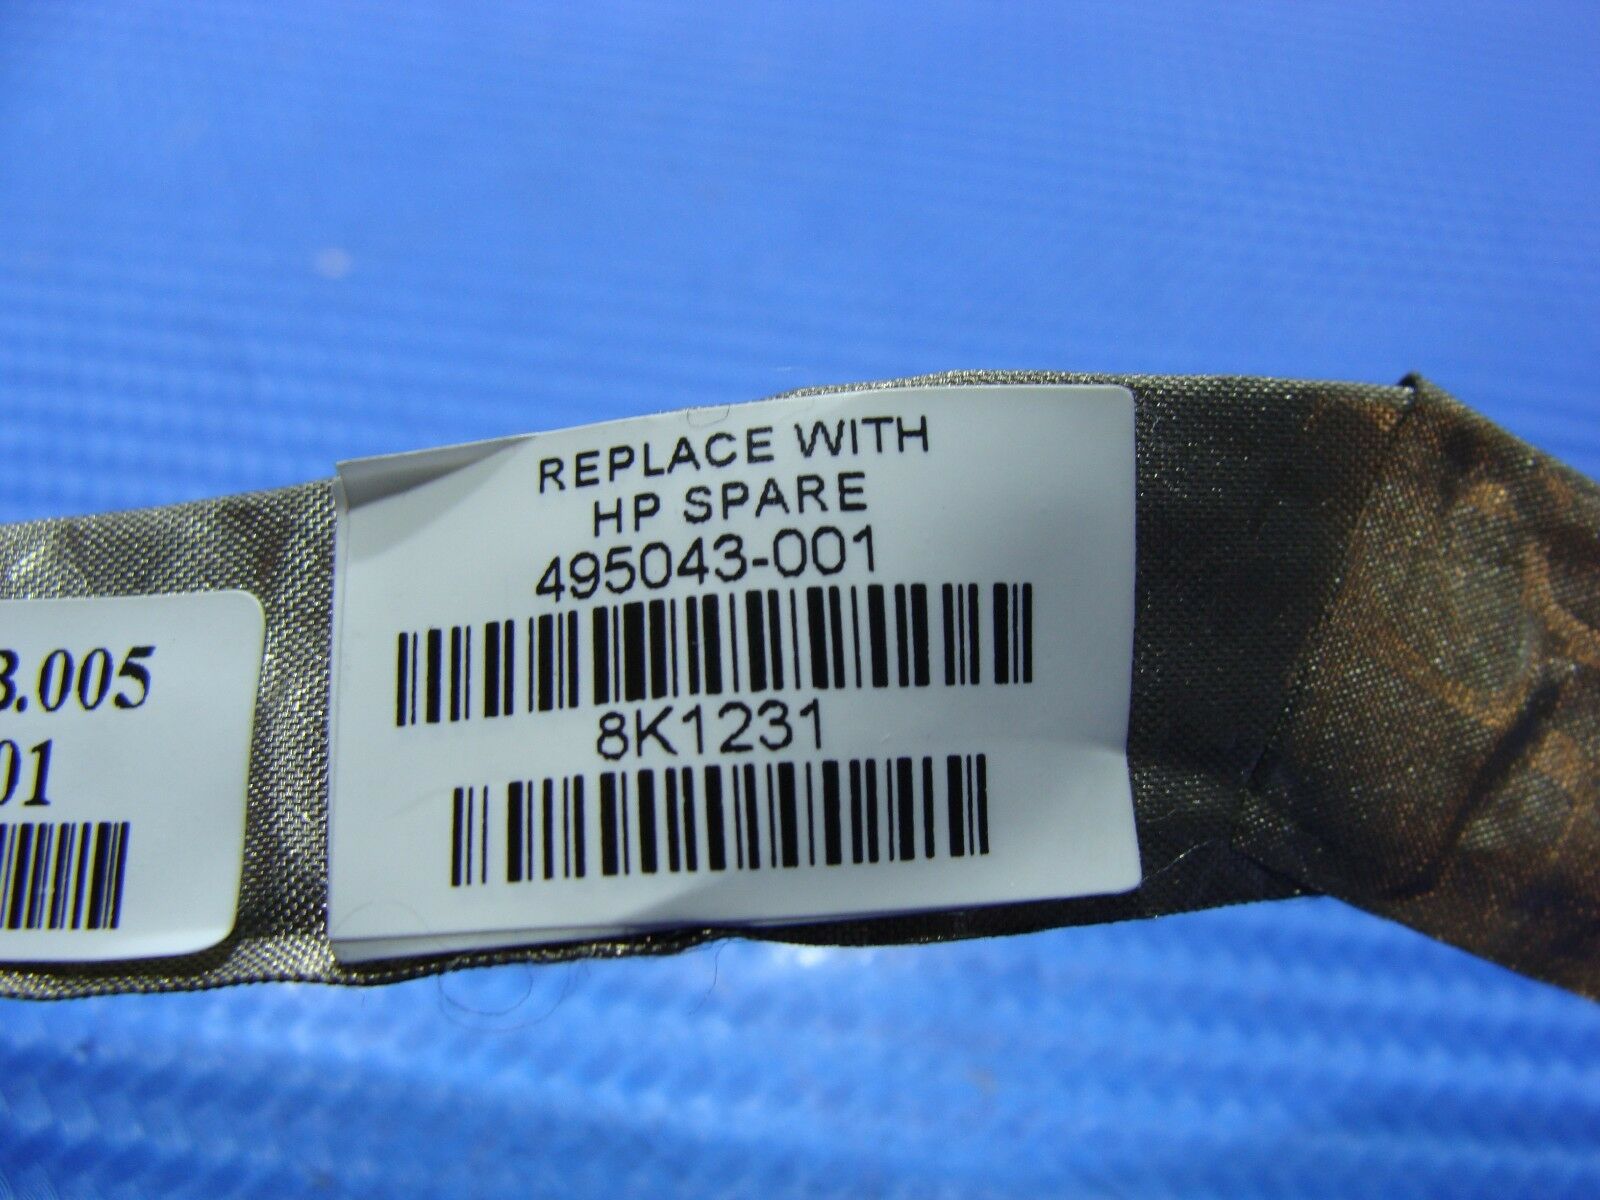 REPLACE WITH
HP SPARE
495043-001
8K1231
.005
01